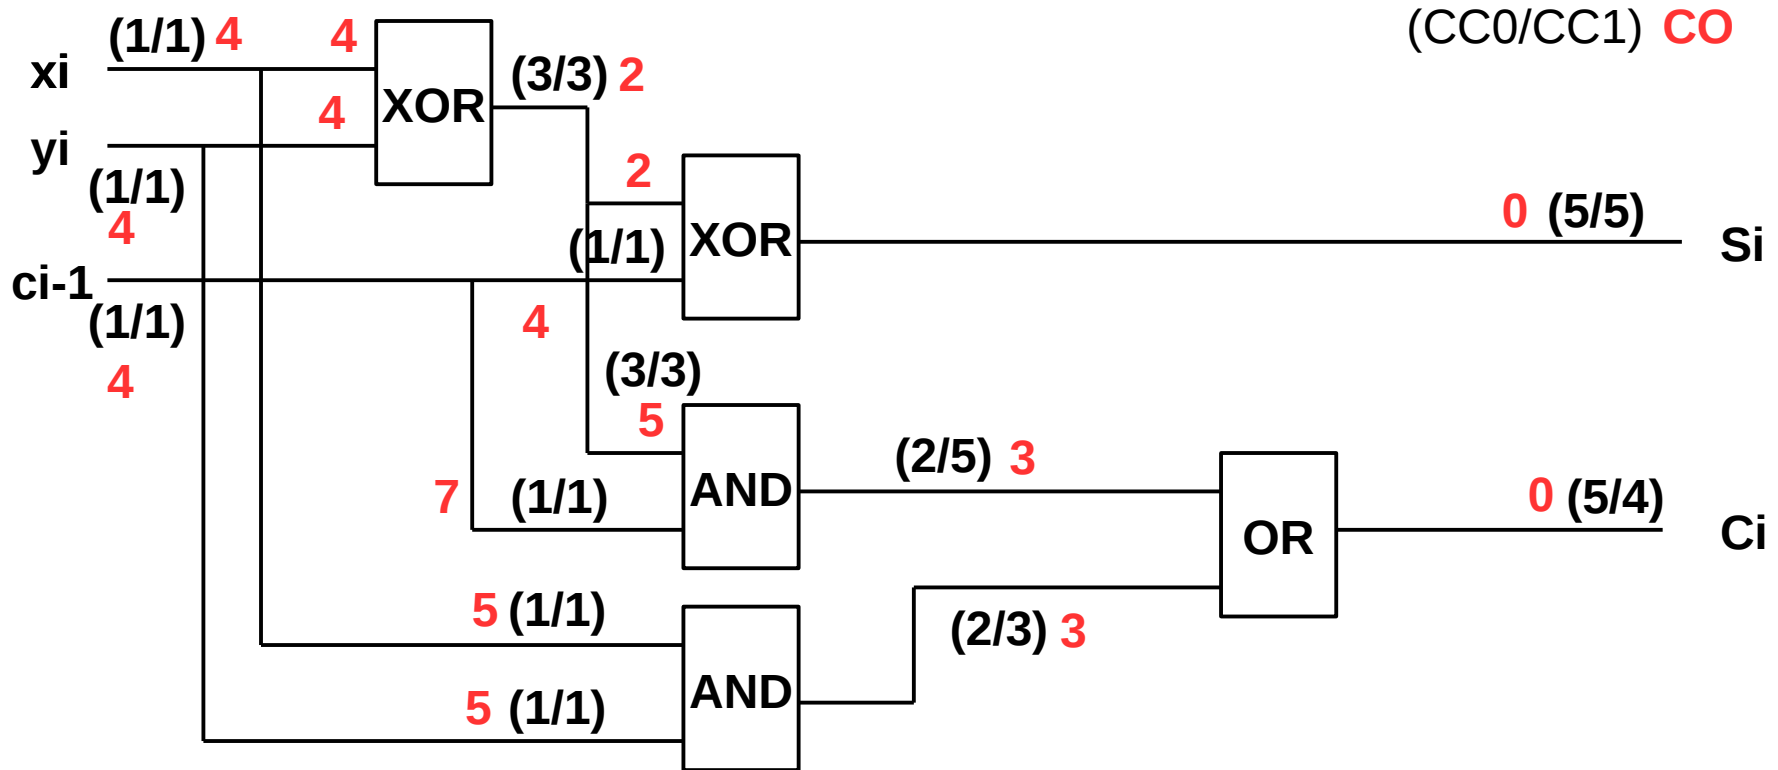 (CC0/CC1) CO
(1/1) 4
4
xi
XOR
(3/3) 2
4
yi
(1/1)
4
2
XOR
0 (5/5)
Si
(1/1)
ci-1
(1/1)
4
4
(3/3)
5
AND
(2/5) 3
7 (1/1)
OR
0 (5/4)
Ci
5 (1/1)
(2/3) 3
AND
5 (1/1)